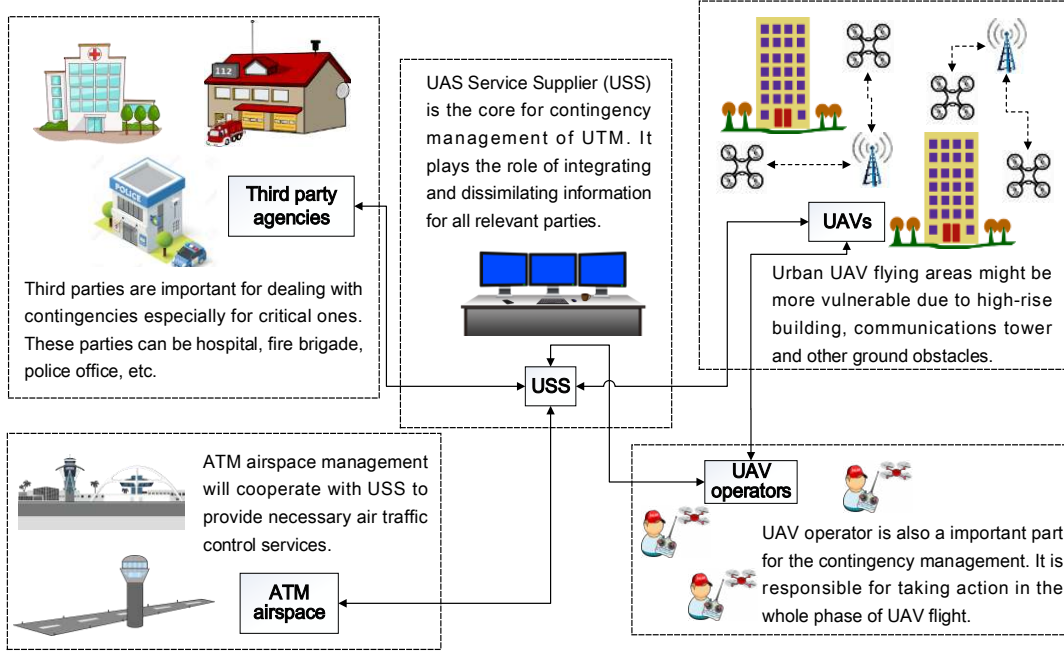 112
POLICE
Third party
agencies
Third parties are important for dealing with
contingencies especially for critical ones.
These parties can be hospital, fire brigade,
police office, etc.
UAS Service Supplier (USS)
is the core for contingency
management of UTM. It
plays the role of integrating
and dissimilating information
for all relevant parties.
USS
UAVs
Urban UAV flying areas might be
more vulnerable due to high-rise
building, communications tower
and other ground obstacles.
ATM airspace management
will cooperate with USS to
provide necessary air traffic
control services.
ATM
airspace
UAV
operators
UAV operator is also a important part
for the contingency management. It is
responsible for taking action in the
whole phase of UAV flight.